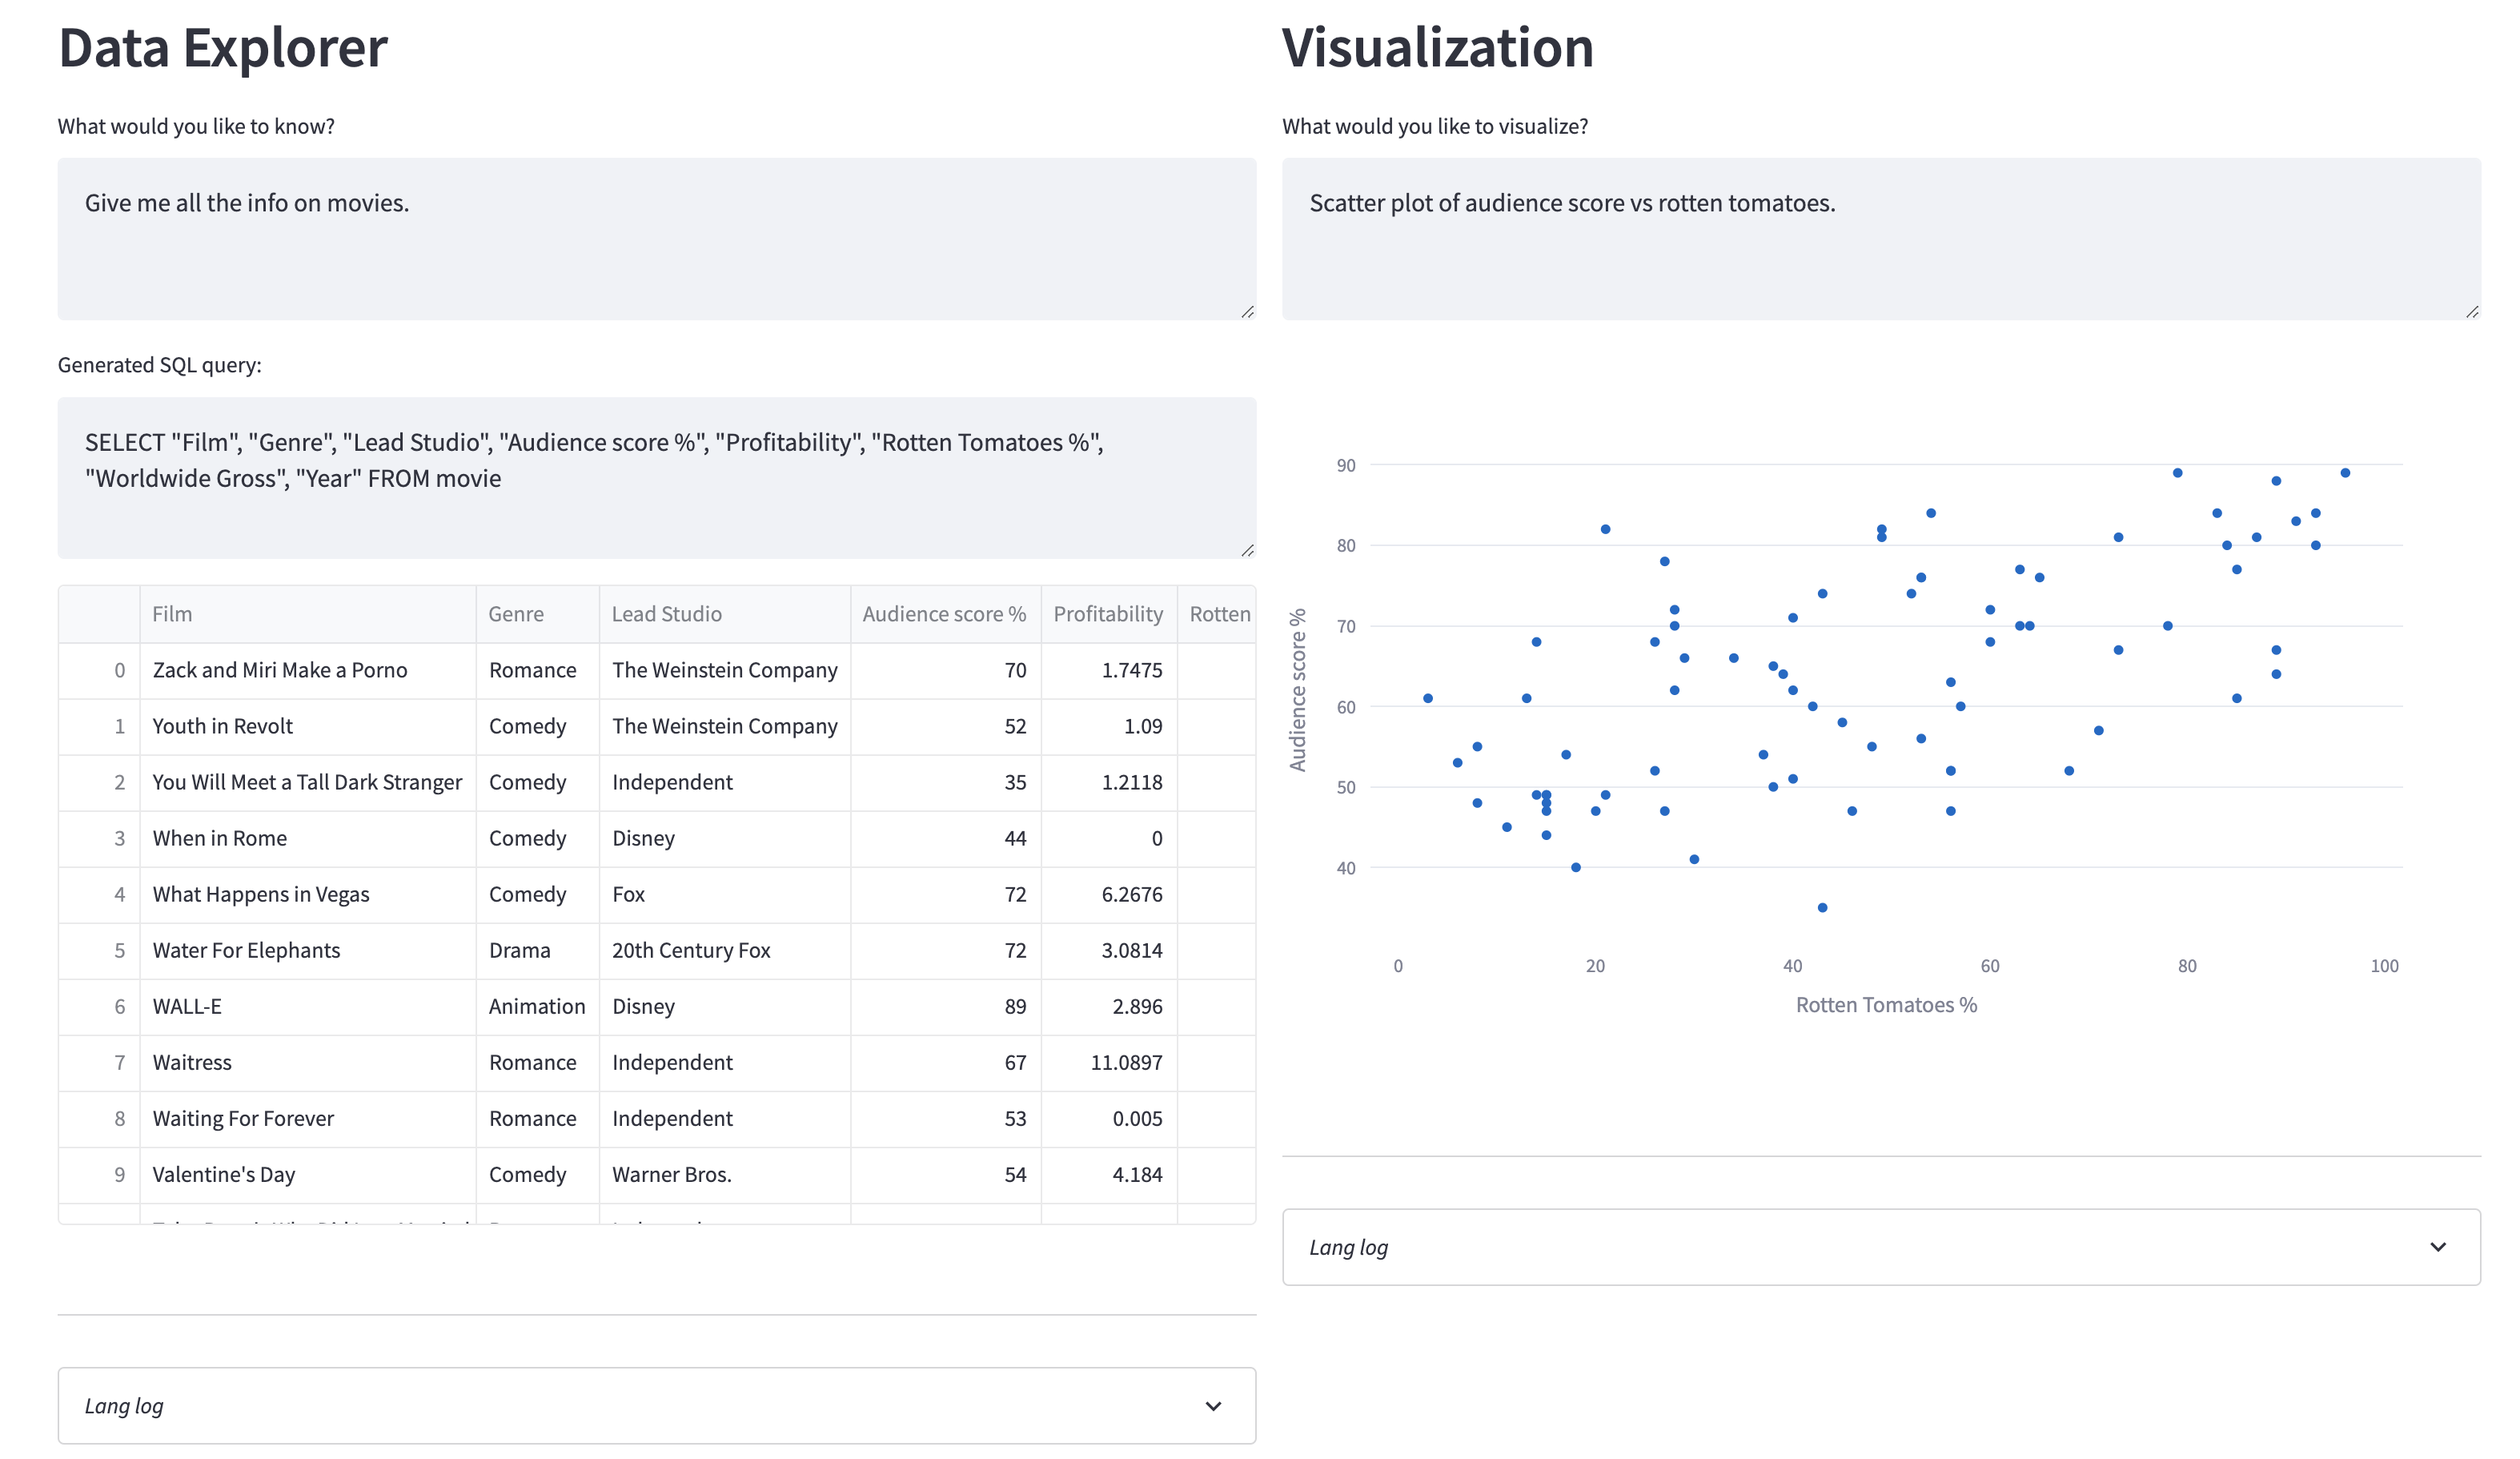 Data Explorer
What would you like to know?
Give me all the info on movies.
Generated SQL query:
SELECT "Film", "Genre", "Lead Studio", "Audience score %", "Profitability", "Rotten Tomatoes %",
"Worldwide Gross", "Year" FROM movie
Film Genre Lead Studio Audience score % Profitability Rotten
0 Zack and Miri Make a Porno Romance The Weinstein Company 70 1.7475
1 Youth in Revolt Comedy The Weinstein Company 52 1.09
2 You Will Meet a Tall Dark Stranger Comedy Independent 35 1.2118
3 When in Rome Comedy Disney 44 0
4 What Happens in Vegas Comedy Fox 72 6.2676
5 Water For Elephants Drama 20th Century Fox 72 3.0814
6 WALL-E Animation Disney 89 2.896
7 Waitress Romance Independent 67 11.0897
8 Waiting For Forever Romance Independent 53 0.005
9 Valentine's Day Comedy Warner Bros. 54 4.184
Lang log
Visualization
What would you like to visualize?
Scatter plot of audience score vs rotten tomatoes.
Audience score %
90
80
70
60
50
40
0 20 40 60 80 100
Rotten Tomatoes %
Lang log